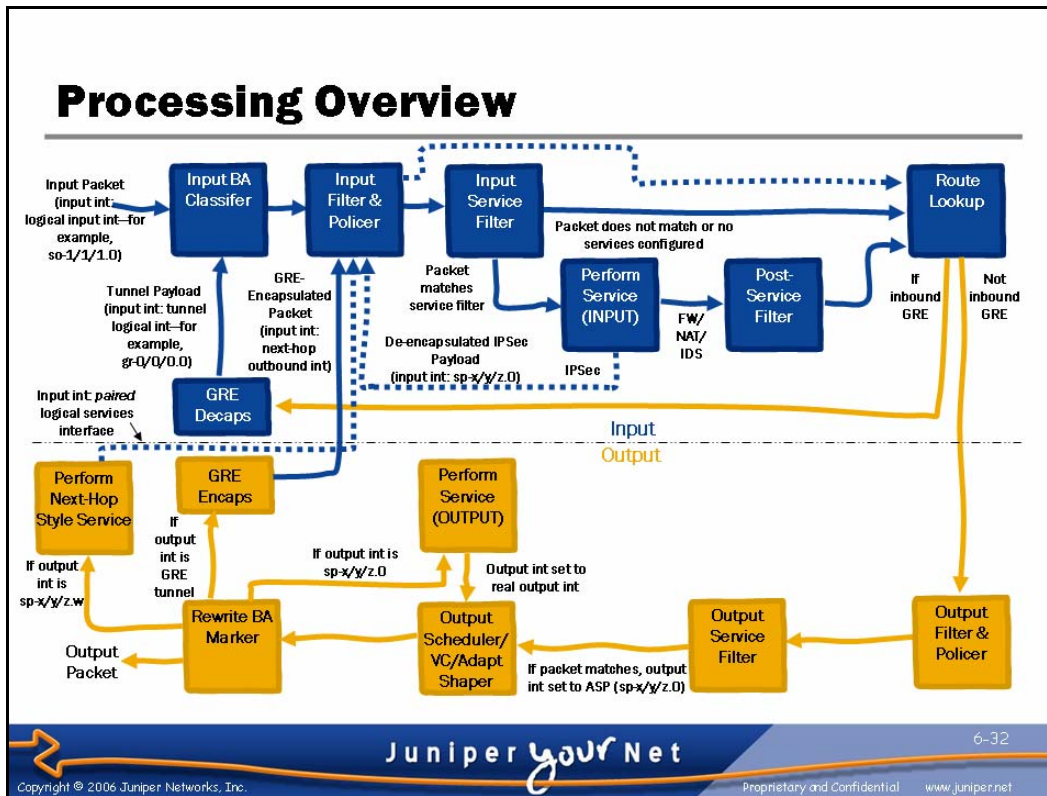 Processing Overview
Input Packet
(input int:
logical input int—for
example,
so-1/1/1.0)
Input BA
Classifer
Input
Filter &
Policer
Input
Service
Filter
Route
Lookup
Packet does not match or no
services configured
Tunnel Payload
(input int: tunnel
logical int—for
example,
gr-0/0/0.0)
GRE-
Encapsulated
Packet
(input int:
next-hop
outbound int)
Packet
matches
service filter
Perform
Service
(INPUT)
FW/
NAT/
IDS
Post-
Service
Filter
If
inbound
GRE
Not
inbound
GRE
De-encapsulated IPSec
Payload
(input int: sp-x/y/z.0)
IPSec
Input int: paired
logical services
interface
GRE
Decaps
Input
Output
Perform
Next-Hop
Style Service
GRE
Encaps
Perform
Service
(OUTPUT)
If output
int is
sp-x/y/z.w
If
output
int is
GRE
tunnel
If output int is
sp-x/y/z.0
Output int set to
real output int
Rewrite BA
Marker
Output
Scheduler/
VC/Adapt
Shaper
Output
Service
Filter
Output
Filter &
Policer
Output
Packet
If packet matches, output
int set to ASP (sp-x/y/z.0)
Juniper your Net
6-32
Copyright © 2006 Juniper Networks, Inc.
Proprietary and Confidential
www.juniper.net